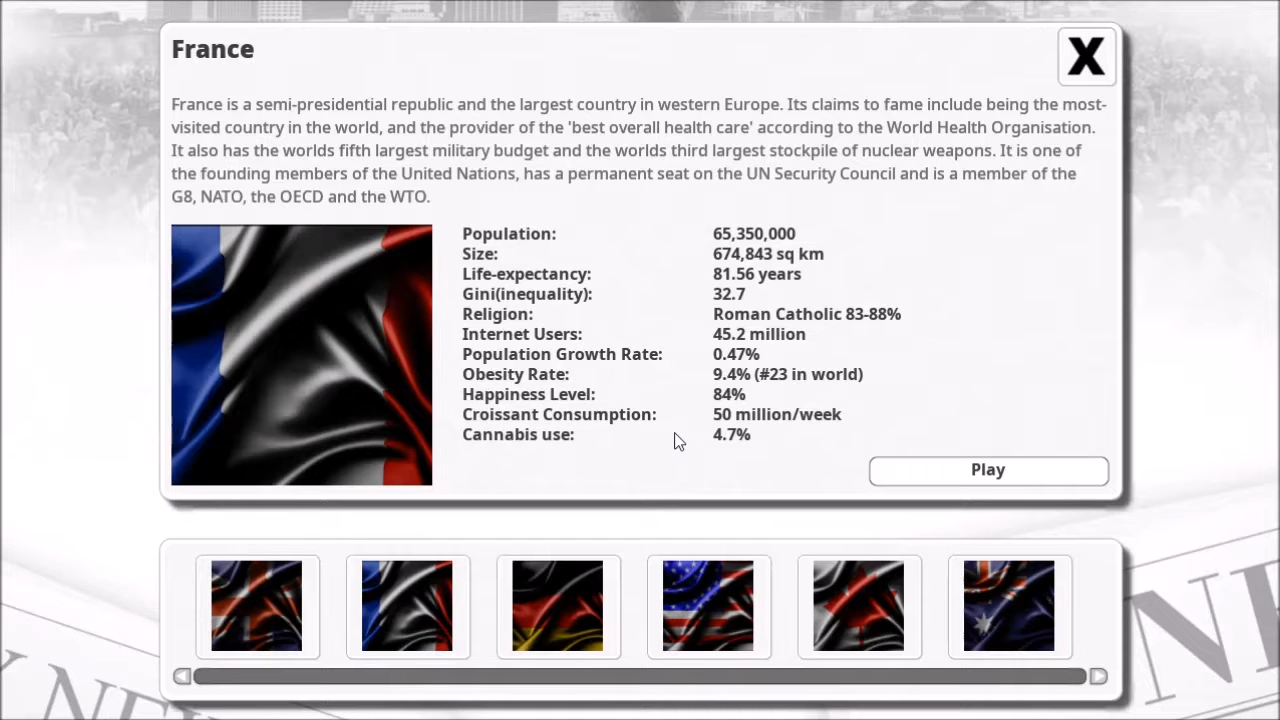 France
X
France is a semi-presidential republic and the largest country in western Europe. Its claims to fame include being the most-
visited country in the world, and the provider of the 'best overall health care' according to the World Health Organisation.
It also has the worlds fifth largest military budget and the worlds third largest stockpile of nuclear weapons. It is one of
the founding members of the United Nations, has a permanent seat on the UN Security Council and is a member of the
G8, NATO, the OECD and the WTO.
Population: 65,350,000
Size: 674,843 sq km
Life-expectancy: 81.56 years
Gini(inequality): 32.7
Religion: Roman Catholic 83-88%
Internet Users: 45.2 million
Population Growth Rate: 0.47%
Obesity Rate: 9.4% (#23 in world)
Happiness Level: 84%
Croissant Consumption: 50 million/week
Cannabis use: 4.7%
Play